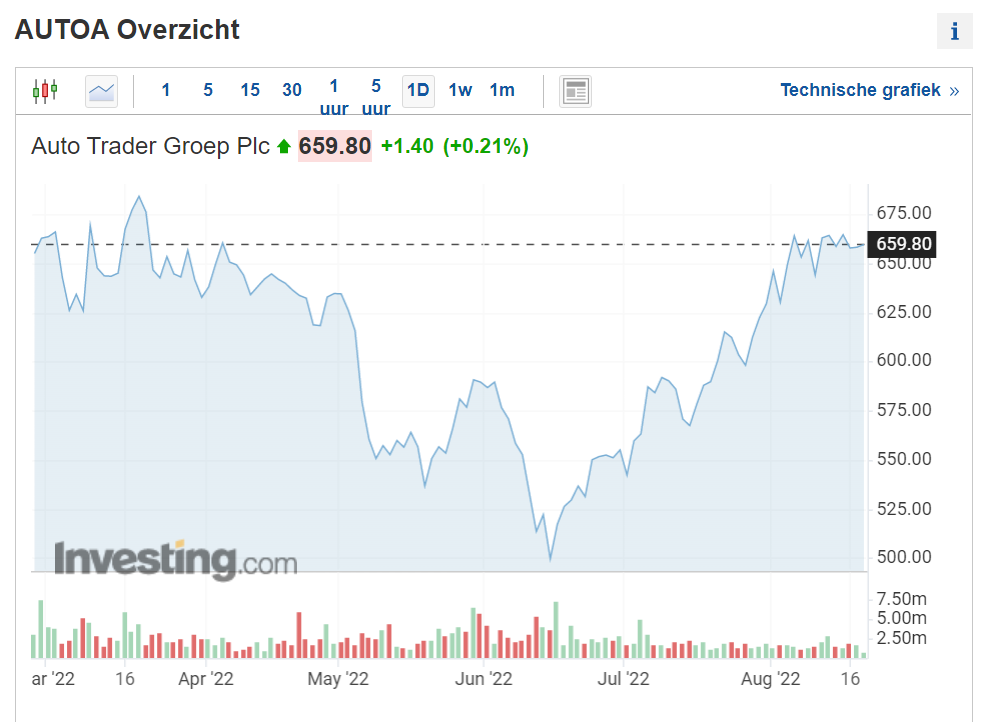 AUTOA Overzicht
i
1 5 15 30 1 uur 5 uur 1D 1w 1m Technische grafiek »
Auto Trader Groep Plc 659.80 +1.40 (+0.21%)
675.00
659.80
650.00
625.00
600.00
575.00
550.00
525.00
500.00
Investing.com
7.50m
5.00m
2.50m
ar '22 16 Apr '22 May '22 Jun '22 Jul '22 Aug '22 16